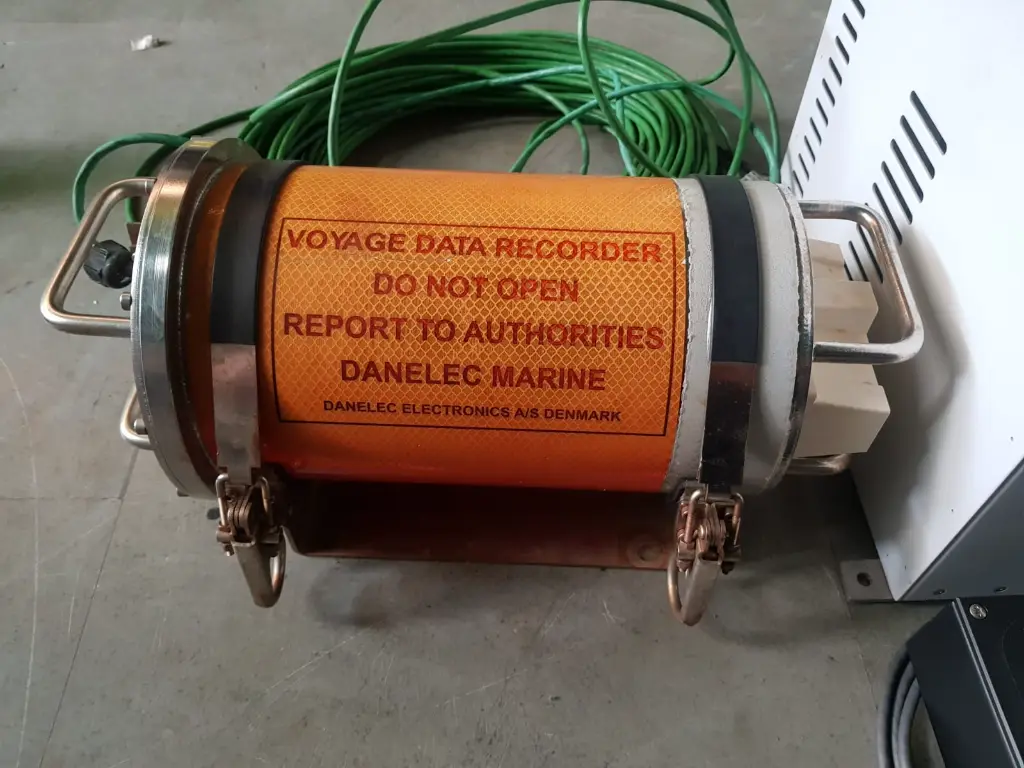 VOYAGE DATA RECORDER
DO NOT OPEN
REPORT TO AUTHORITIES
DANELEC MARINE
DANELEC ELECTRONICS A/S DENMARK